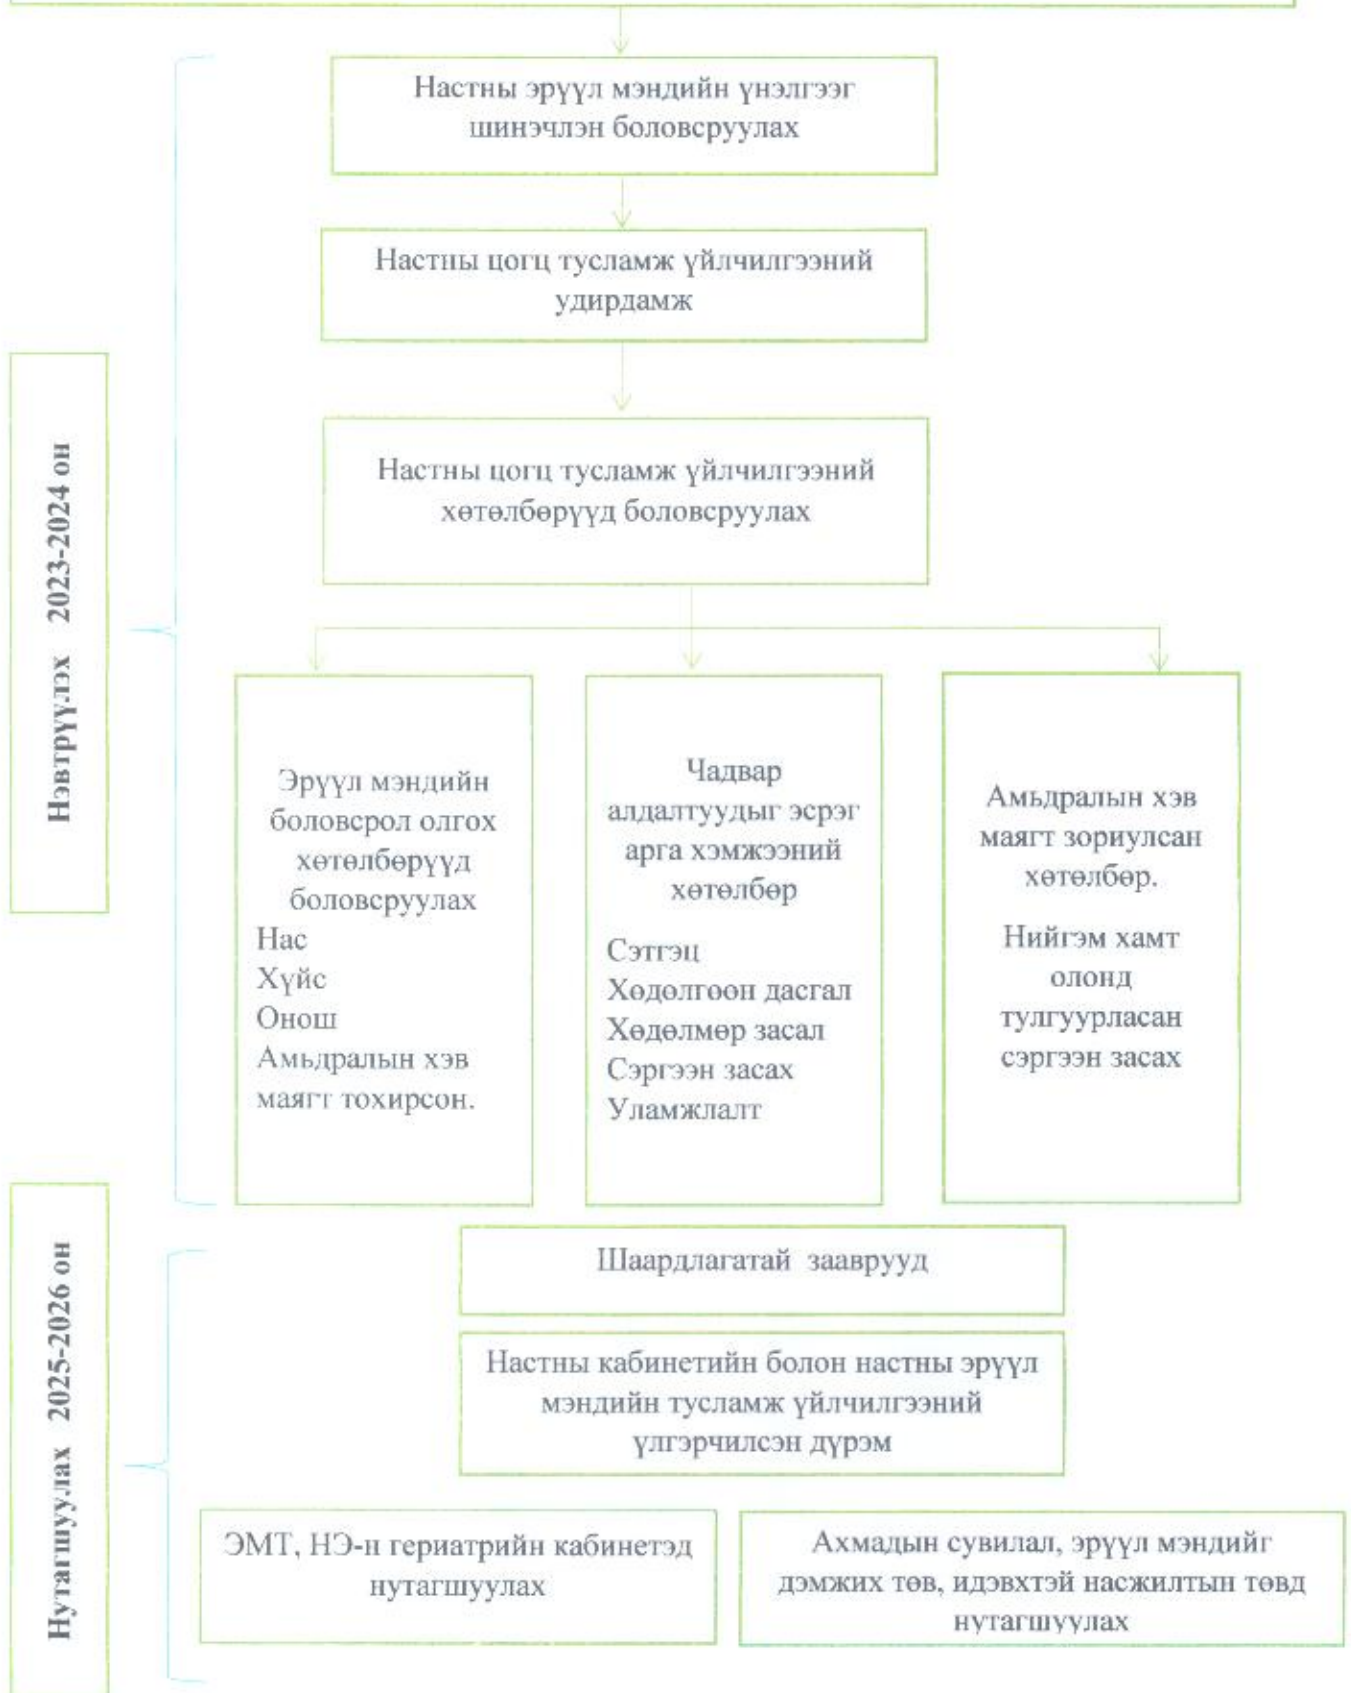 Настны эрүүл мэндийн үнэлгээг
шинэчлэн боловсруулах
Настны цогц тусламж үйлчилгээний
удирдамж
Настны цогц тусламж үйлчилгээний
хөтөлбөрүүд боловсруулах
Нэвтрүүлэх 2023-2024 он
Эрүүл мэндийн
боловсрол олгох
хөтөлбөрүүд
боловсруулах
Нас
Хүйс
Онош
Амьдралын хэв
маягт тохирсон.
Чадвар
алдалтуудыг эсрэг
арга хэмжээний
хөтөлбөр
Сэтгэц
Хөдөлгөөн дасгал
Хөдөлмөр засал
Сэргээн засах
Уламжлалт
Амьдралын хэв
маягт зориулсан
хөтөлбөр.
Нийгэм хамт
олонд
тулгуурласан
сэргээн засах
Нутагшуулах 2025-2026 он
Шаардлагатай заавруд
Настны кабинетийн болон настны эрүүл
мэндийн тусламж үйлчилгээний
үлгэрчилсэн дүрэм
ЭМТ, НЭ-н гериатрийн кабинетэд
нутагшуулах
Ахмадын сувилал, эрүүл мэндийг
дэмжих төв, идэвхтэй насжилтын төвд
нутагшуулах